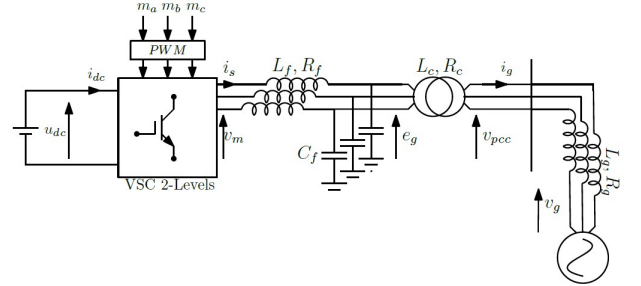 m_a m_b m_c
PWM
i_dc
i_s
L_f, R_f
L_c, R_c
i_g
u_dc
v_m
C_f
e_g
v_pcc
L_g, R_g
VSC 2-Levels
v_g